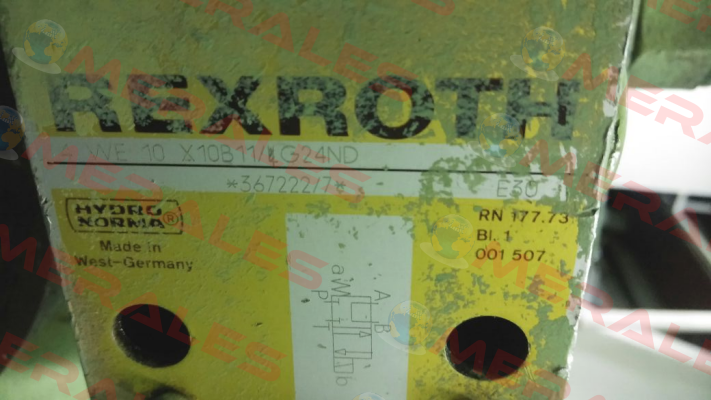 REXROTH
WE 10 X10B11/LG24ND
*367222/7* E30
HYDRO NORMA ®
Made in West-Germany
RN 177.73
Bl. 1
001 507
A
B
a
W
P
T
b
MERALES